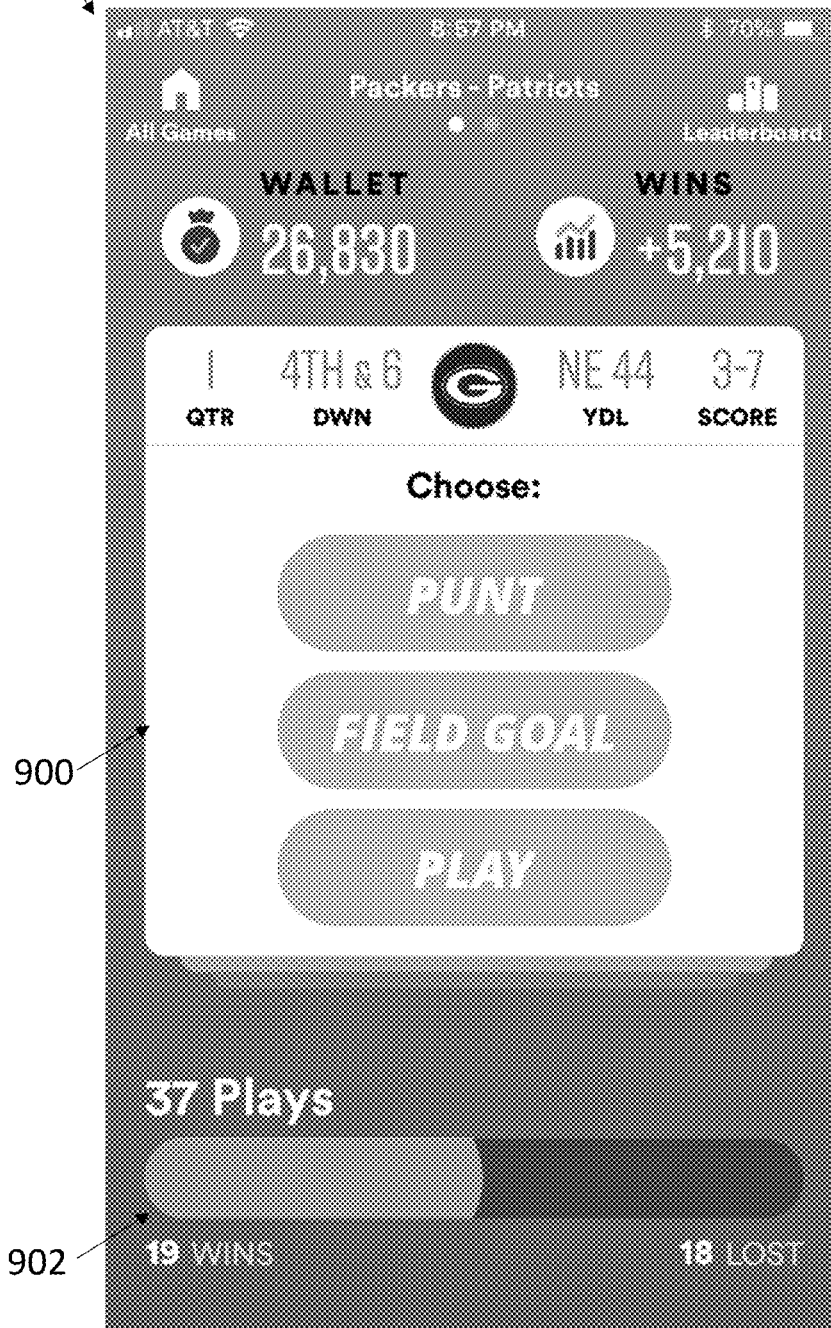 AT&T 8:57 PM 70%
Packers - Patriots
All Games Leaderboard
WALLET WINS
26,830 +5,210
1 4TH & 6 G NE 44 3-7
QTR DWN YDL SCORE
Choose:
PUNT
FIELD GOAL
PLAY
900
37 Plays
902
19 WINS 18 LOST